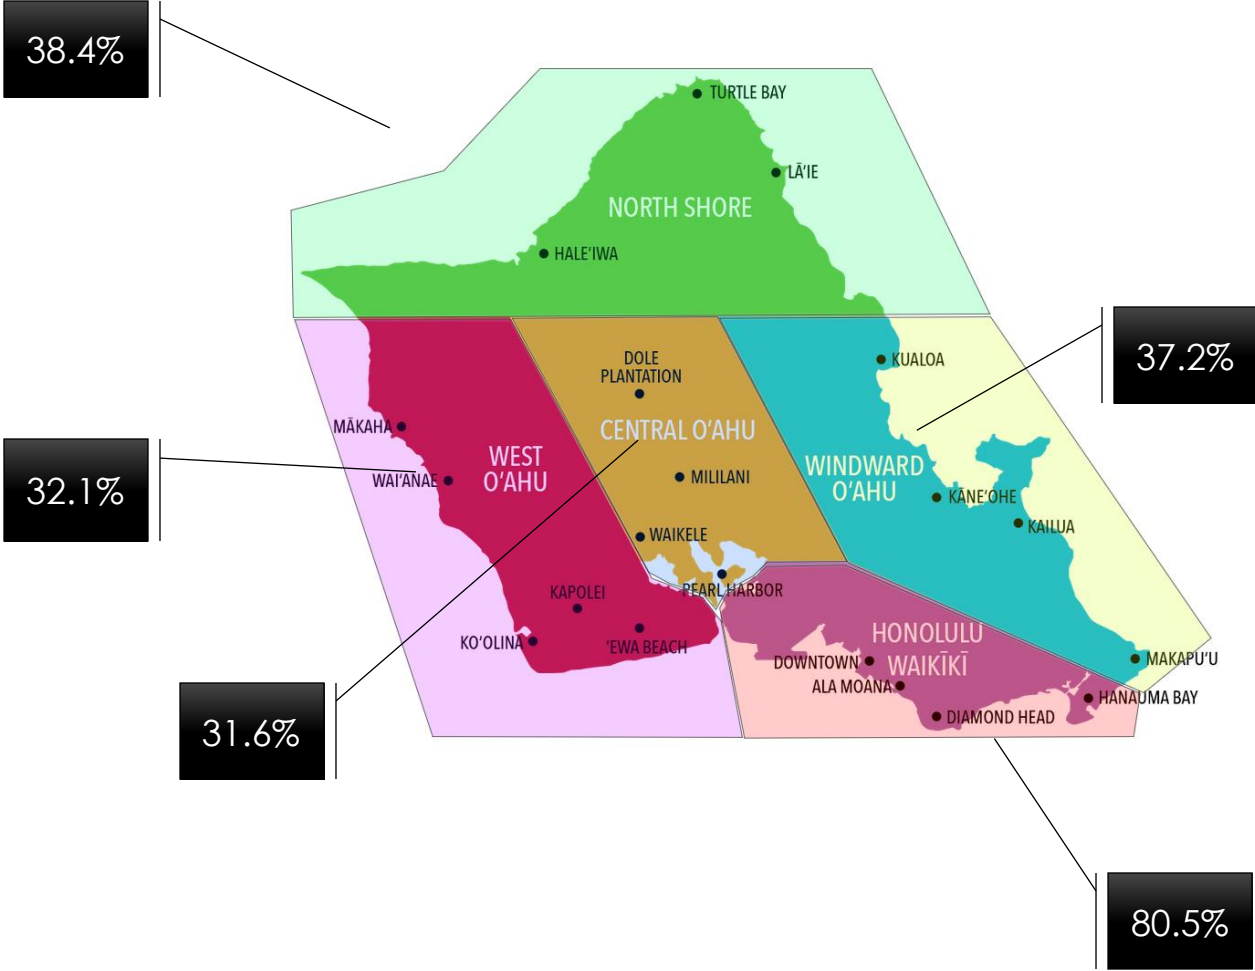 38.4%
TURTLE BAY
LĀ‘IE
NORTH SHORE
HALE‘IWA
37.2%
KUALOA
DOLE
PLANTATION
CENTRAL O‘AHU
MĀKAHA
WEST
O‘AHU
WINDWARD
O‘AHU
32.1%
WAI‘ANAE
MILILANI
KĀNE‘OHE
KAILUA
WAIKELE
PEARL HARBOR
KAPOLEI
KO‘OLINA
‘EWA BEACH
HONOLULU
WAIKĪKĪ
DOWNTOWN
ALA MOANA
MAKAPU‘U
HANAUMA BAY
DIAMOND HEAD
31.6%
80.5%